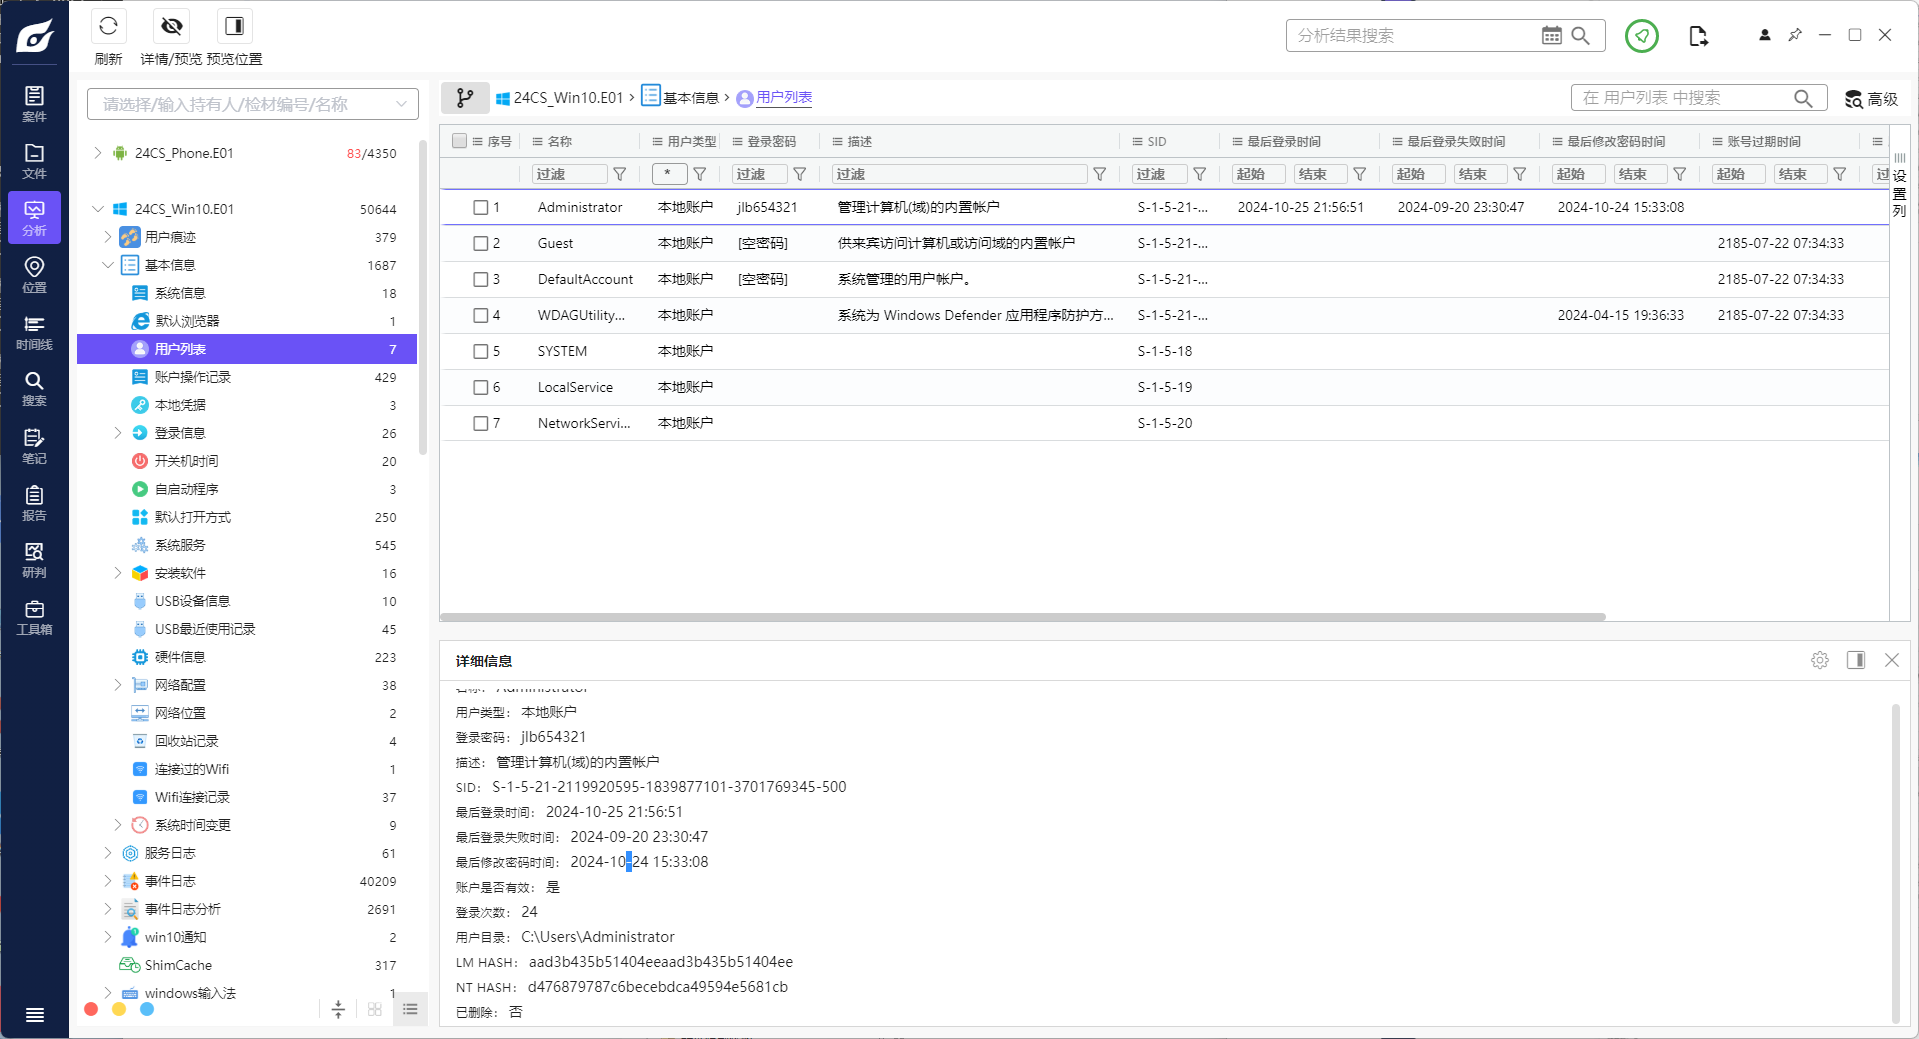 刷新
详情/预览
预览位置
分析结果搜索
案件
文件
分析
位置
时间线
搜索
笔记
报告
研判
工具箱
请选择/输入持有人/检材编号/名称
24CS_Phone.E01 83/4350
24CS_Win10.E01 50644
用户痕迹 379
基本信息 1687
系统信息 18
默认浏览器 1
用户列表 7
账户操作记录 429
本地凭据 3
登录信息 26
开关机时间 20
自启动程序 3
默认打开方式 250
系统服务 545
安装软件 16
USB设备信息 10
USB最近使用记录 45
硬件信息 223
网络配置 38
网络位置 2
回收站记录 4
连接过的Wifi 1
Wifi连接记录 37
系统时间变更 9
服务日志 61
事件日志 40209
事件日志分析 2691
win10通知 2
ShimCache 317
windows输入法 1
24CS_Win10.E01 › 基本信息 › 用户列表
在 用户列表 中搜索
高级
序号 名称 用户类型 登录密码 描述 SID 最后登录时间 最后登录失败时间 最后修改密码时间 账号过期时间
过滤 * 过滤 过滤 过滤 起始 结束 起始 结束 起始 结束 起始 结束 过
设置列
1 Administrator 本地账户 jlb654321 管理计算机(域)的内置帐户 S-1-5-21-... 2024-10-25 21:56:51 2024-09-20 23:30:47 2024-10-24 15:33:08
2 Guest 本地账户 [空密码] 供来宾访问计算机或访问域的内置帐户 S-1-5-21-... 2185-07-22 07:34:33
3 DefaultAccount 本地账户 [空密码] 系统管理的用户帐户。 S-1-5-21-... 2185-07-22 07:34:33
4 WDAGUtility... 本地账户 系统为 Windows Defender 应用程序防护方... S-1-5-21-... 2024-04-15 19:36:33 2185-07-22 07:34:33
5 SYSTEM 本地账户 S-1-5-18
6 LocalService 本地账户 S-1-5-19
7 NetworkServi... 本地账户 S-1-5-20
详细信息
名称： Administrator
用户类型： 本地账户
登录密码： jlb654321
描述： 管理计算机(域)的内置帐户
SID： S-1-5-21-2119920595-1839877101-3701769345-500
最后登录时间： 2024-10-25 21:56:51
最后登录失败时间： 2024-09-20 23:30:47
最后修改密码时间： 2024-10-24 15:33:08
账户是否有效： 是
登录次数： 24
用户目录： C:\Users\Administrator
LM HASH： aad3b435b51404eeaad3b435b51404ee
NT HASH： d476879787c6becebdca49594e5681cb
已删除： 否